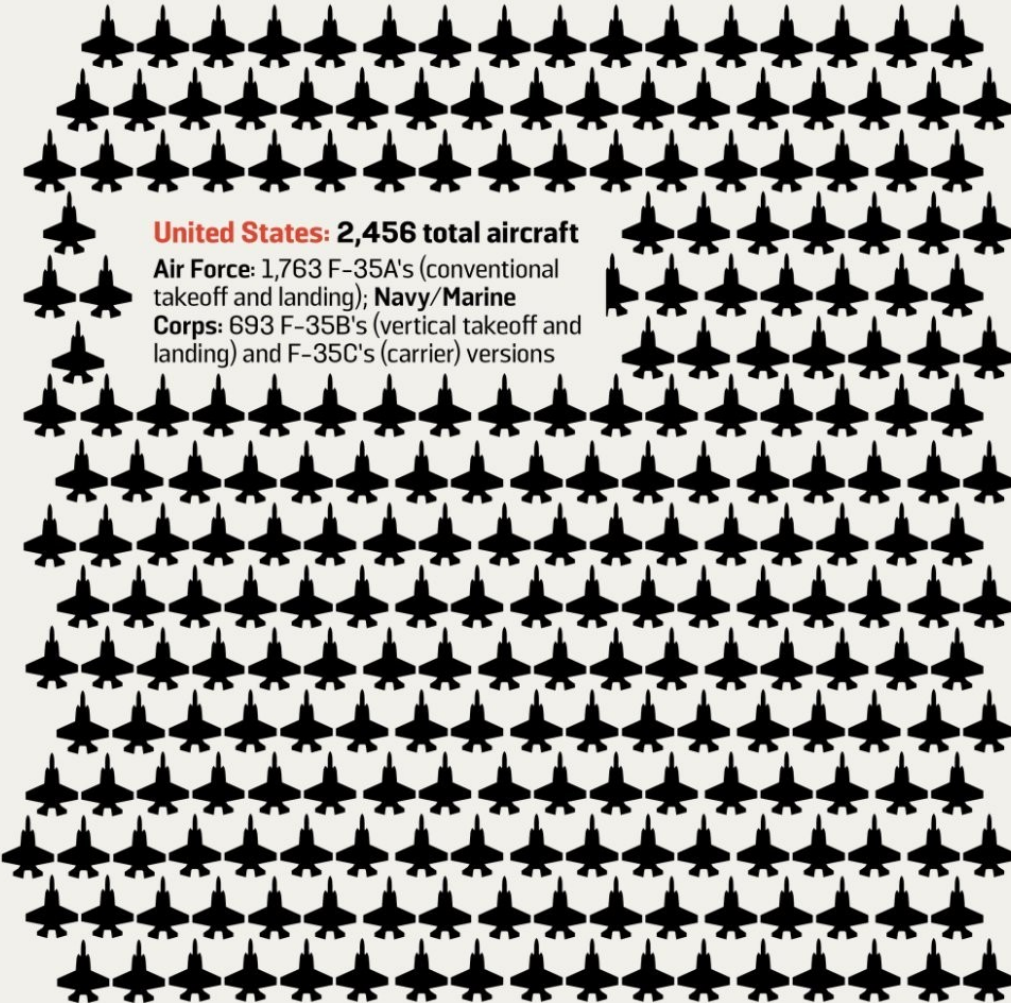 United States: 2,456 total aircraft
Air Force: 1,763 F-35A's (conventional
takeoff and landing); Navy/Marine
Corps: 693 F-35B's (vertical takeoff and
landing) and F-35C's (carrier) versions